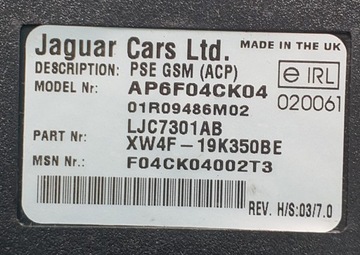 Jaguar Cars Ltd. MADE IN THE UK
DESCRIPTION: PSE GSM (ACP)
MODEL Nr: AP6F04CK04
e IRL
01R09486M02
020061
PART Nr: LJC7301AB
XW4F-19K350BE
MSN Nr.: F04CK04002T3
REV. H/S:03/7.0